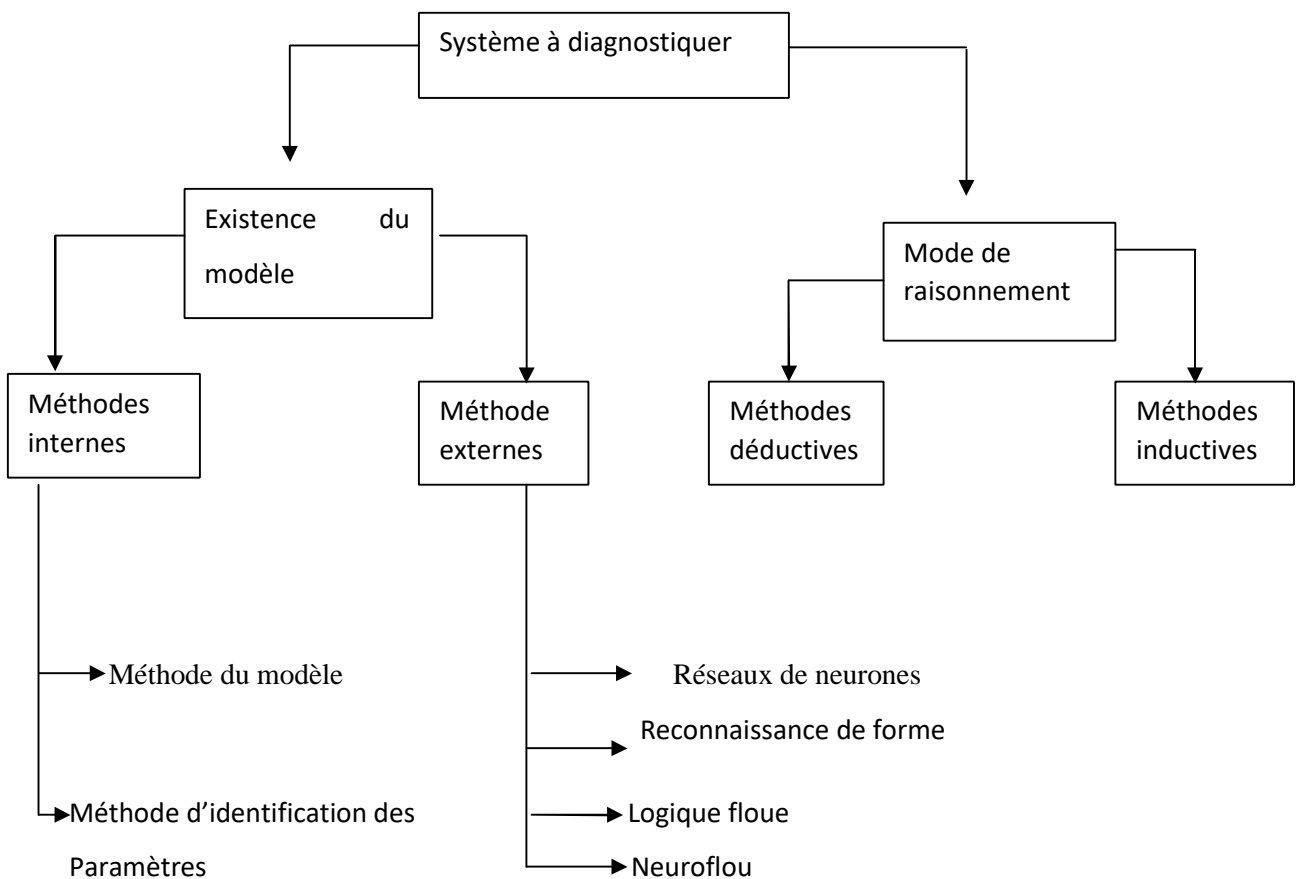 Système à diagnostiquer
Existence du
modèle
Mode de
raisonnement
Méthodes
internes
Méthode
externes
Méthodes
déductives
Méthodes
inductives
Méthode du modèle
Réseaux de neurones
Reconnaissance de forme
Méthode d’identification des
Paramètres
Logique floue
Neuroflou